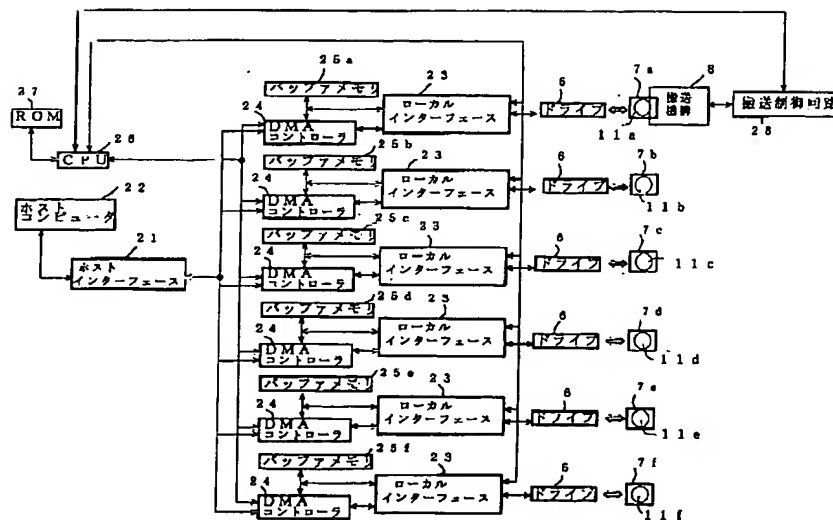 25a
バッファメモリ
23
ローカル
インターフェース
24
DMA
コントローラ
6
ドライブ
7a
11a
8
搬送
機構
搬送制御回路
28
27
ROM
CPU
26
22
ホスト
コンピュータ
21
ホスト
インターフェース
25b
バッファメモリ
23
ローカル
インターフェース
24
DMA
コントローラ
6
ドライブ
7b
11b
25c
バッファメモリ
23
ローカル
インターフェース
24
DMA
コントローラ
6
ドライブ
7c
11c
25d
バッファメモリ
23
ローカル
インターフェース
24
DMA
コントローラ
6
ドライブ
7d
11d
25e
バッファメモリ
23
ローカル
インターフェース
24
DMA
コントローラ
6
ドライブ
7e
11e
25f
バッファメモリ
23
ローカル
インターフェース
24
DMA
コントローラ
6
ドライブ
7f
11f